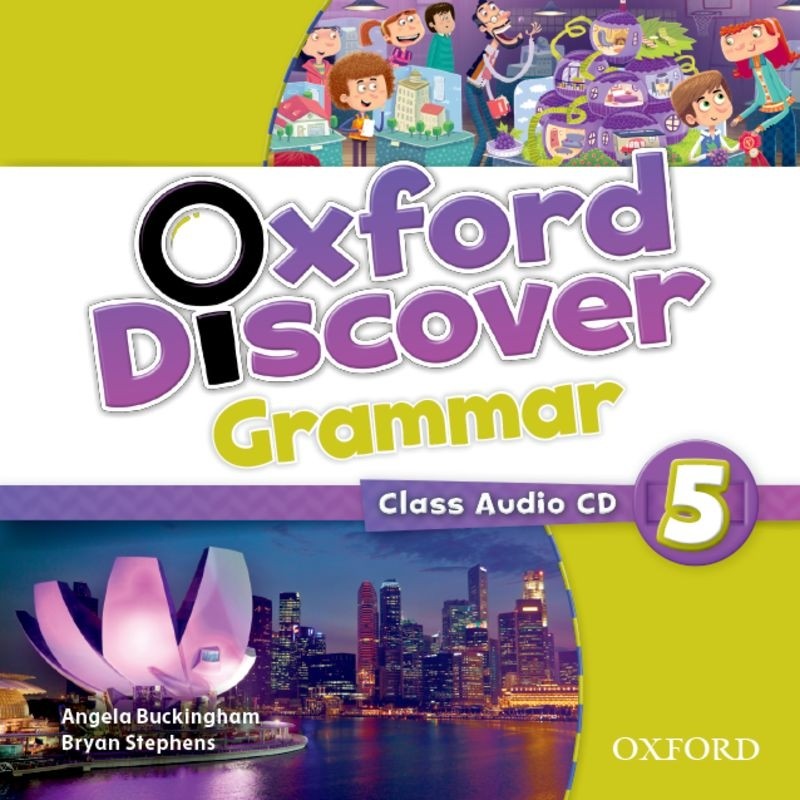 Oxford
Discover
Grammar
Class Audio CD 5
Angela Buckingham
Bryan Stephens
OXFORD